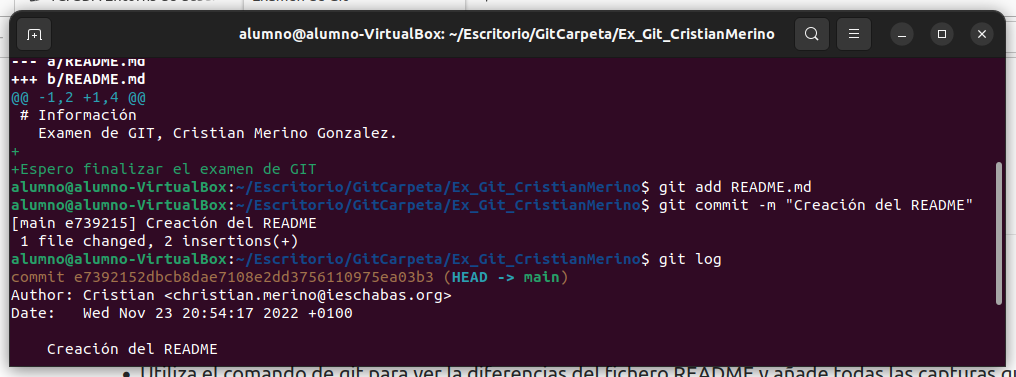 alumno@alumno-VirtualBox: ~/Escritorio/GitCarpeta/Ex_Git_CristianMerino
--- a/README.md
+++ b/README.md
@@ -1,2 +1,4 @@
# Información
Examen de GIT, Cristian Merino Gonzalez.
+
+Espero finalizar el examen de GIT
alumno@alumno-VirtualBox:~/Escritorio/GitCarpeta/Ex_Git_CristianMerino$ git add README.md
alumno@alumno-VirtualBox:~/Escritorio/GitCarpeta/Ex_Git_CristianMerino$ git commit -m "Creación del README"
[main e739215] Creación del README
1 file changed, 2 insertions(+)
alumno@alumno-VirtualBox:~/Escritorio/GitCarpeta/Ex_Git_CristianMerino$ git log
commit e7392152dbcb8dae7108e2dd3756110975ea03b3 (HEAD -> main)
Author: Cristian <christian.merino@ieschabas.org>
Date:   Wed Nov 23 20:54:17 2022 +0100
Creación del README
• Utiliza el comando de git para ver la diferencias del fichero README y añade todas las capturas